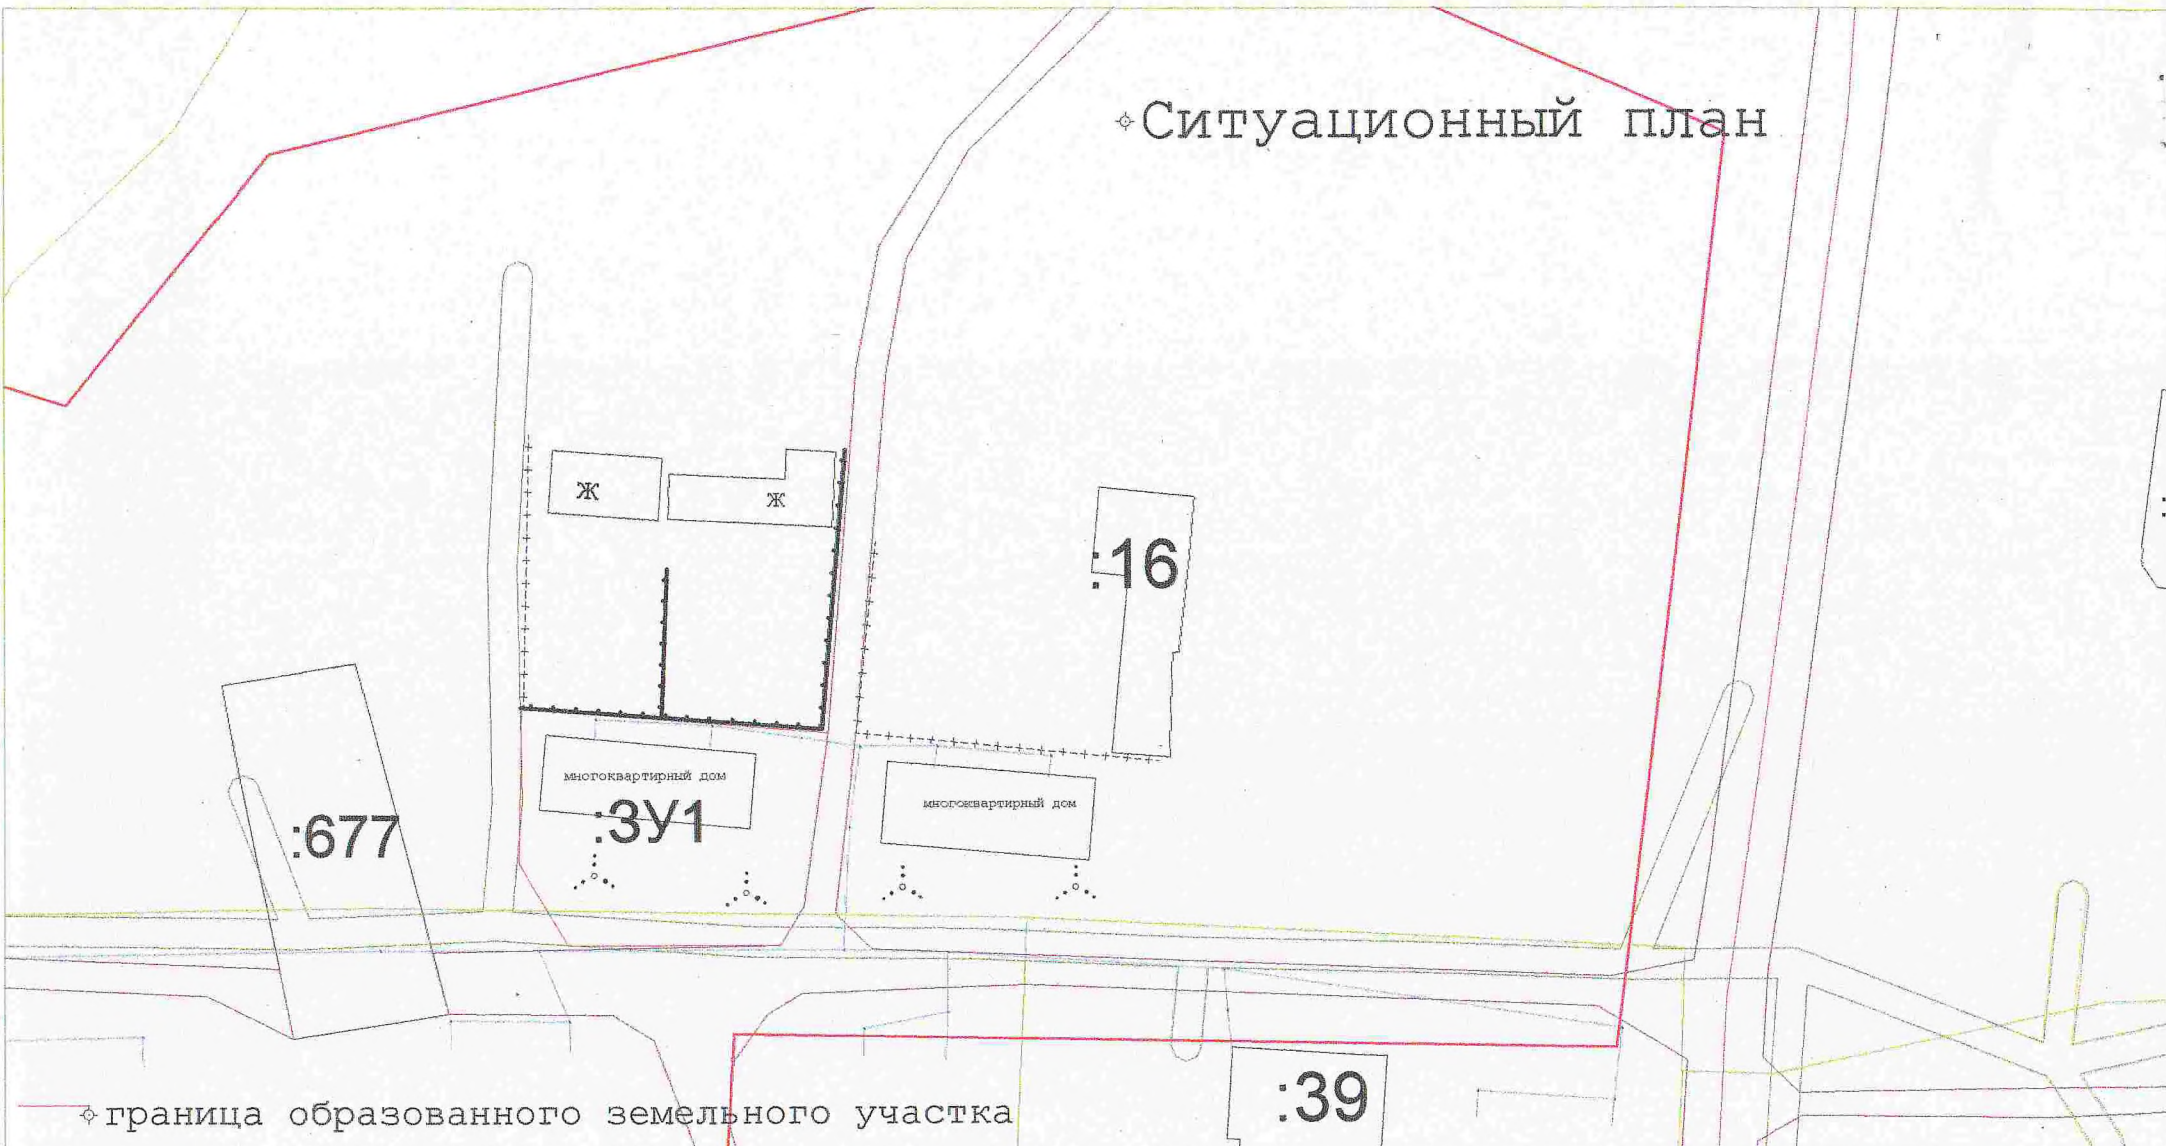 Ситуационный план
ж
ж
:16
многоквартирный дом
:ЗУ1
многоквартирный дом
:677
:39
граница образованного земельного участка